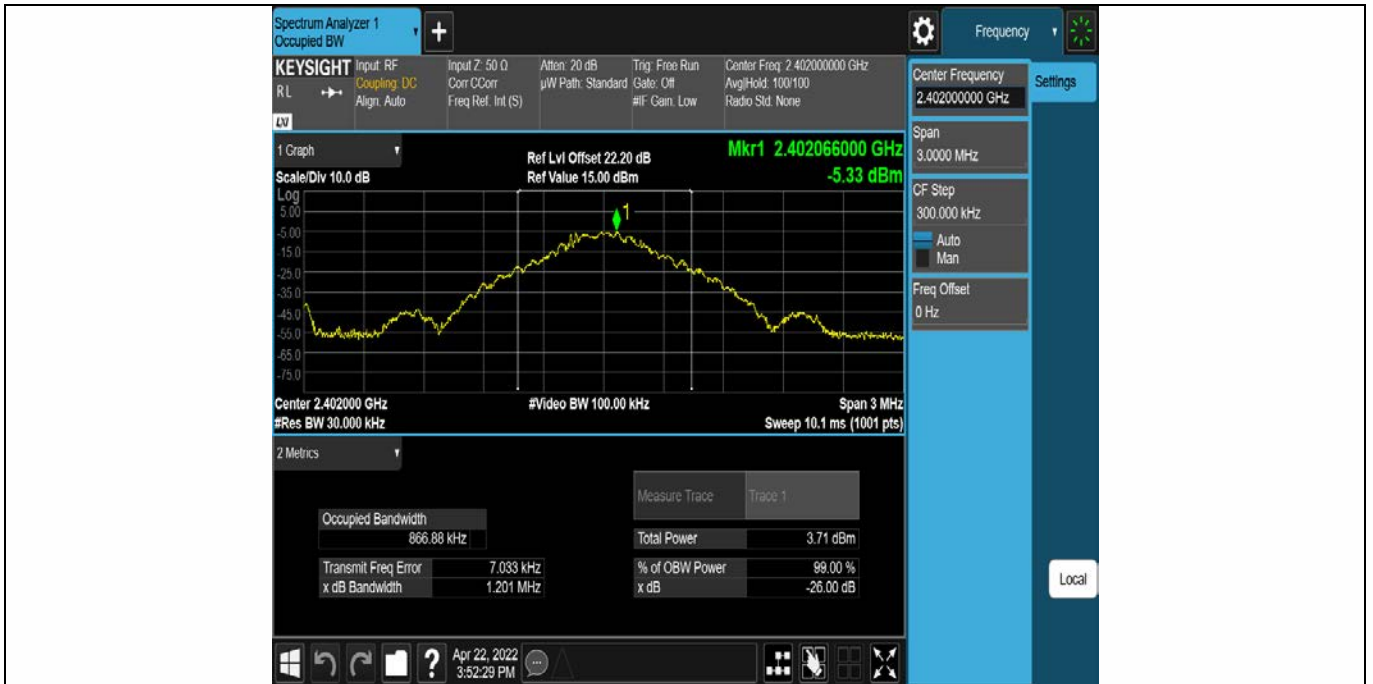 Spectrum Analyzer 1
Occupied BW
+
Frequency
KEYSIGHT
RL
LXI
Input: RF
Coupling: DC
Align: Auto
Input Z: 50 Ω
Corr CCorr
Freq Ref: Int (S)
Atten: 20 dB
µW Path: Standard
Trig: Free Run
Gate: Off
#IF Gain: Low
Center Freq: 2.402000000 GHz
Avg|Hold: 100/100
Radio Std: None
Center Frequency
2.402000000 GHz
Settings
Span
3.0000 MHz
CF Step
300.000 kHz
Auto
Man
Freq Offset
0 Hz
1 Graph
Scale/Div 10.0 dB
Ref Lvl Offset 22.20 dB
Ref Value 15.00 dBm
Mkr1 2.402066000 GHz
-5.33 dBm
Log
5.00
-5.00
-15.0
-25.0
-35.0
-45.0
-55.0
-65.0
-75.0
1
Center 2.402000 GHz
#Res BW 30.000 kHz
#Video BW 100.00 kHz
Span 3 MHz
Sweep 10.1 ms (1001 pts)
2 Metrics
Measure Trace Trace 1
Occupied Bandwidth
866.88 kHz
Total Power 3.71 dBm
Transmit Freq Error 7.033 kHz
% of OBW Power 99.00 %
x dB Bandwidth 1.201 MHz
x dB -26.00 dB
Local
?
Apr 22, 2022
3:52:29 PM